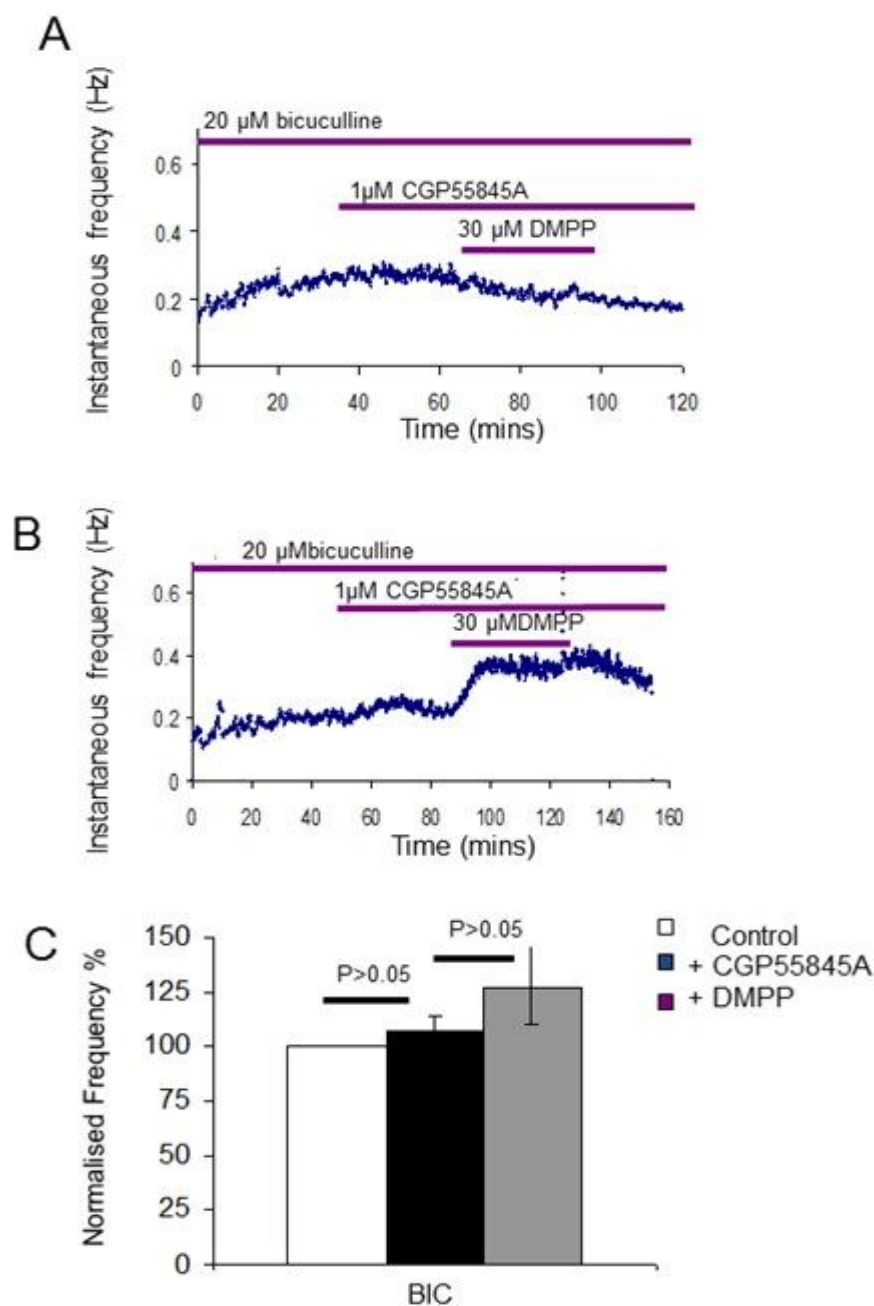 A
Instantaneous frequency (Hz)
20 µM bicuculline
1µM CGP55845A
30 µM DMPP
0.6
0.4
0.2
0
0 20 40 60 80 100 120
Time (mins)
B
Instantaneous frequency (Hz)
20 µMbicuculline
1µM CGP55845A
30 µMDMPP
0.6
0.4
0.2
0
0 20 40 60 80 100 120 140 160
Time (mins)
C
Normalised Frequency %
150
125
100
75
50
25
0
P>0.05
P>0.05
BIC
Control
+ CGP55845A
+ DMPP